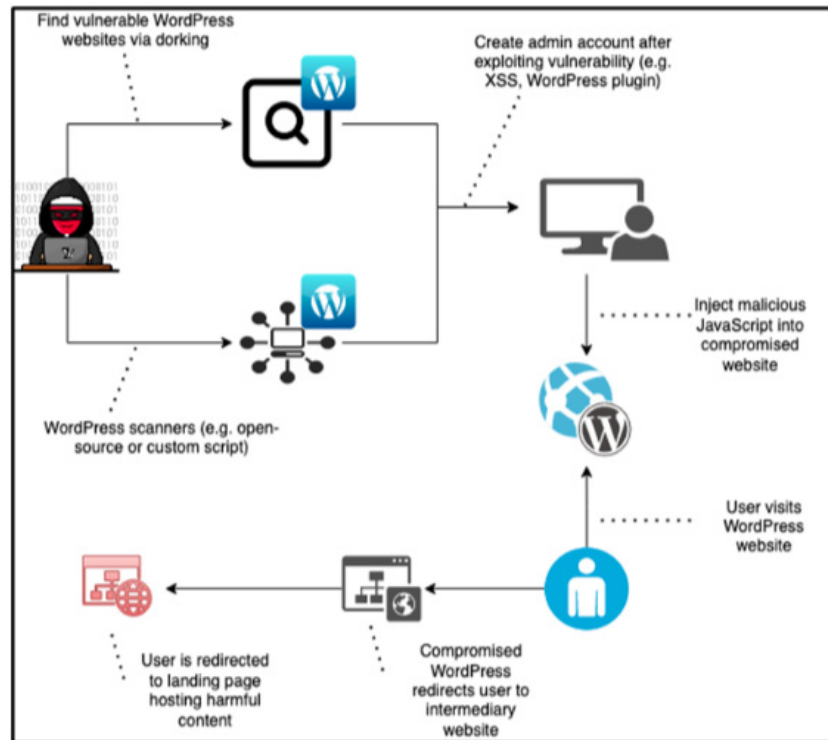 Find vulnerable WordPress
websites via dorking
Create admin account after
exploiting vulnerability (e.g.
XSS, WordPress plugin)
Inject malicious
JavaScript into
compromised
website
WordPress scanners (e.g. open-
source or custom script)
User visits
WordPress
website
User is redirected
to landing page
hosting harmful
content
Compromised
WordPress
redirects user to
intermediary
website